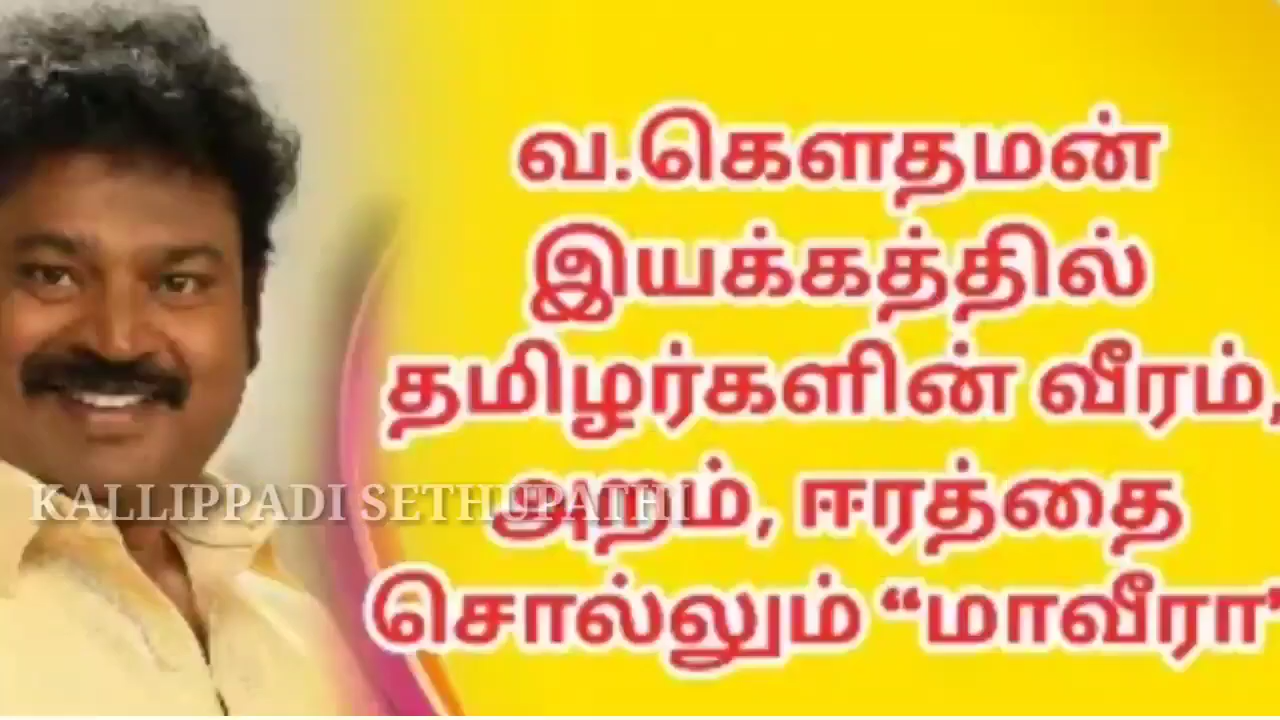 வ.கௌதமன்
இயக்கத்தில்
தமிழர்களின் வீரம்,
அறம், ஈரத்தை
KALLIPPADI SETHUPATHI
சொல்லும் “மாவீரா”